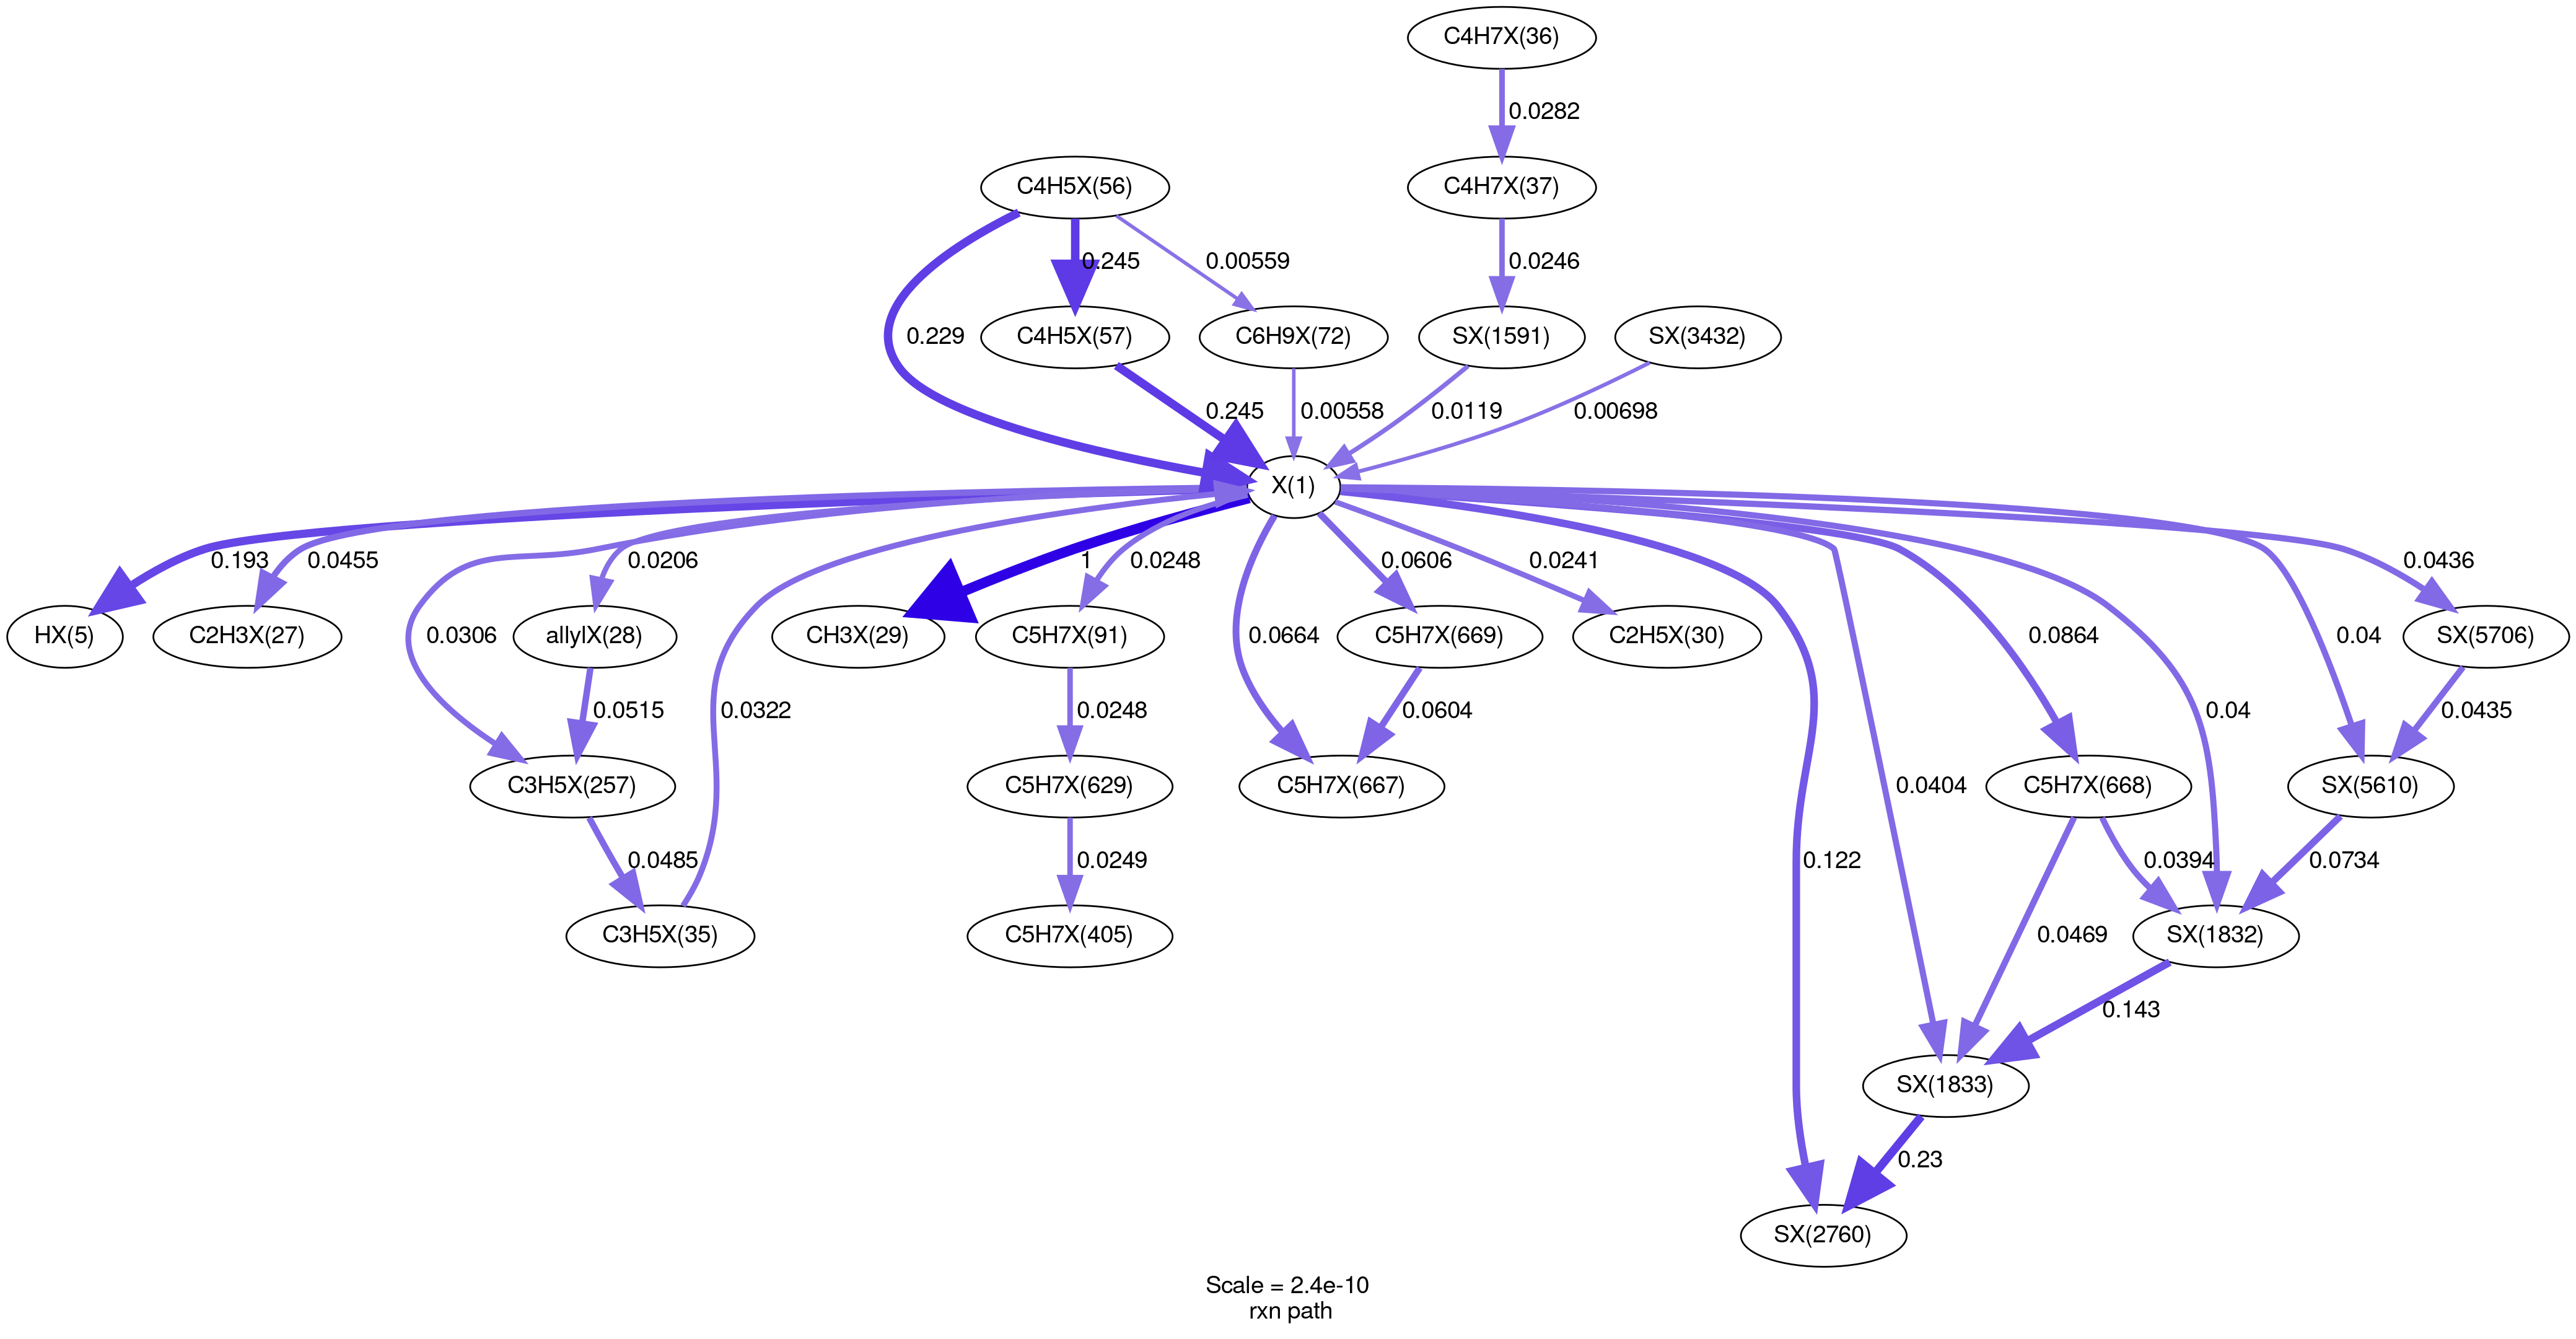 C4H7X(36)
0.0282
C4H5X(56)
C4H7X(37)
0.245
0.00559
0.0246
0.229
C4H5X(57)
C6H9X(72)
SX(1591)
SX(3432)
0.245
0.00558
0.0119
0.00698
X(1)
0.193
0.0455
0.0206
1
0.0248
0.0606
0.0241
0.0436
HX(5)
C2H3X(27)
0.0306
allylX(28)
CH3X(29)
C5H7X(91)
0.0664
C5H7X(669)
C2H5X(30)
0.0864
0.04
SX(5706)
0.0515
0.0322
0.0248
0.0604
0.04
0.0435
C3H5X(257)
C5H7X(629)
C5H7X(667)
0.0404
C5H7X(668)
SX(5610)
0.0485
0.0249
0.122
0.0394
0.0734
C3H5X(35)
C5H7X(405)
0.0469
SX(1832)
0.143
SX(1833)
0.23
SX(2760)
Scale = 2.4e-10
rxn path